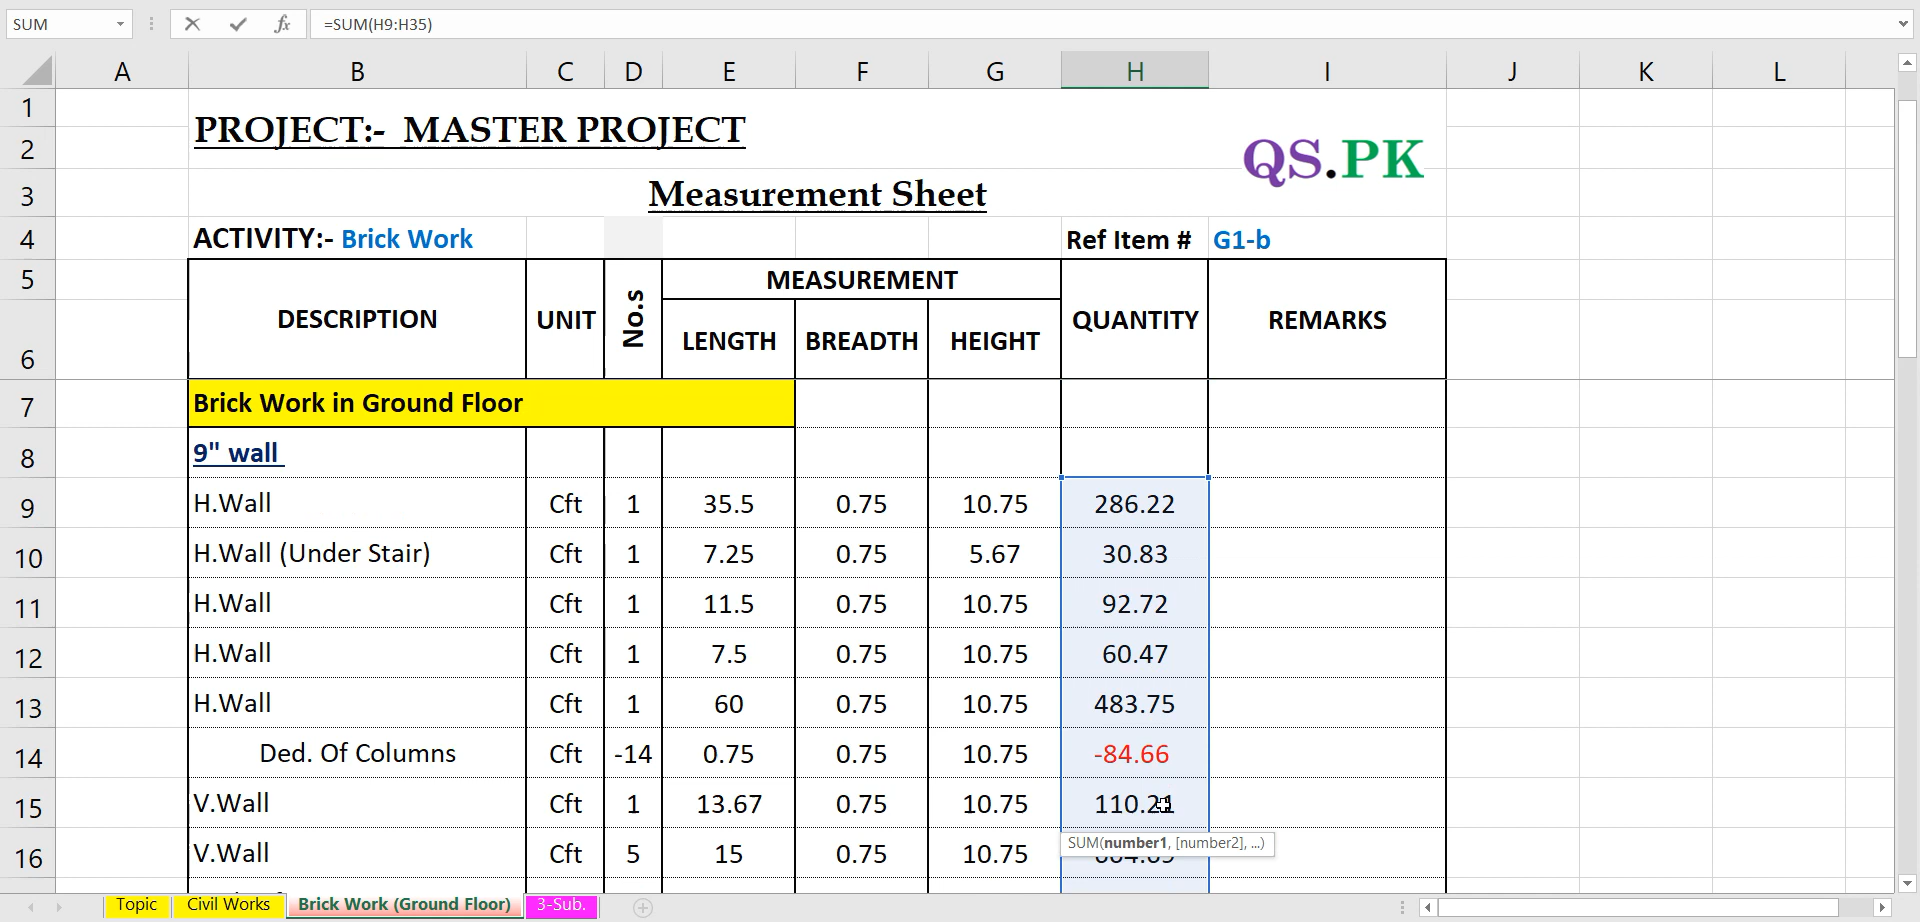 SUM =SUM(H9:H35)
A B C D E F G H I J K L
1
2 PROJECT:- MASTER PROJECT QS.PK
3 Measurement Sheet
4 ACTIVITY:- Brick Work Ref Item # G1-b
5 DESCRIPTION UNIT No.s MEASUREMENT QUANTITY REMARKS
6 LENGTH BREADTH HEIGHT
7 Brick Work in Ground Floor
8 9" wall
9 H.Wall Cft 1 35.5 0.75 10.75 286.22
10 H.Wall (Under Stair) Cft 1 7.25 0.75 5.67 30.83
11 H.Wall Cft 1 11.5 0.75 10.75 92.72
12 H.Wall Cft 1 7.5 0.75 10.75 60.47
13 H.Wall Cft 1 60 0.75 10.75 483.75
14 Ded. Of Columns Cft -14 0.75 0.75 10.75 -84.66
15 V.Wall Cft 1 13.67 0.75 10.75 110.21
SUM(number1, [number2], ...)
16 V.Wall Cft 5 15 0.75 10.75
Topic Civil Works Brick Work (Ground Floor) 3-Sub.